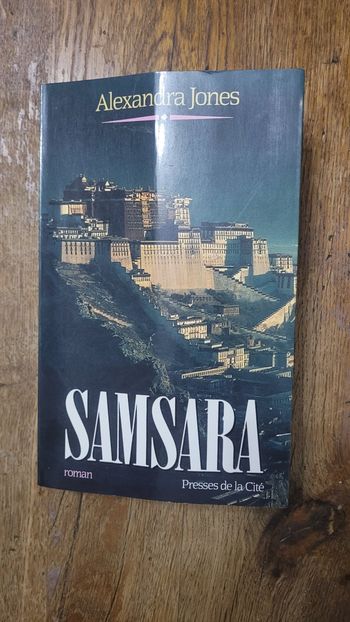 Alexandra Jones
SAMSARA
roman
Presses de la Cité